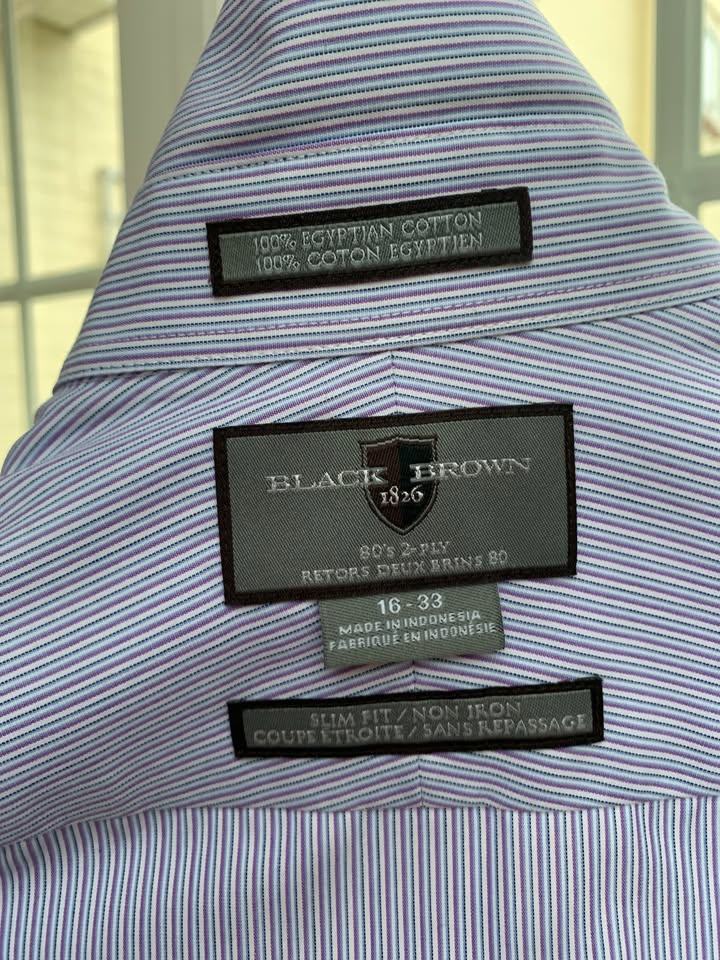 100% EGYPTIAN COTTON
100% COTON EGYPTIEN
BLACK BROWN
1826
80's 2-PLY
RETORS DEUX BRINS 80
16 - 33
MADE IN INDONESIA
FABRIQUÉ EN INDONÉSIE
SLIM FIT / NON IRON
COUPE ÉTROITE / SANS REPASSAGE